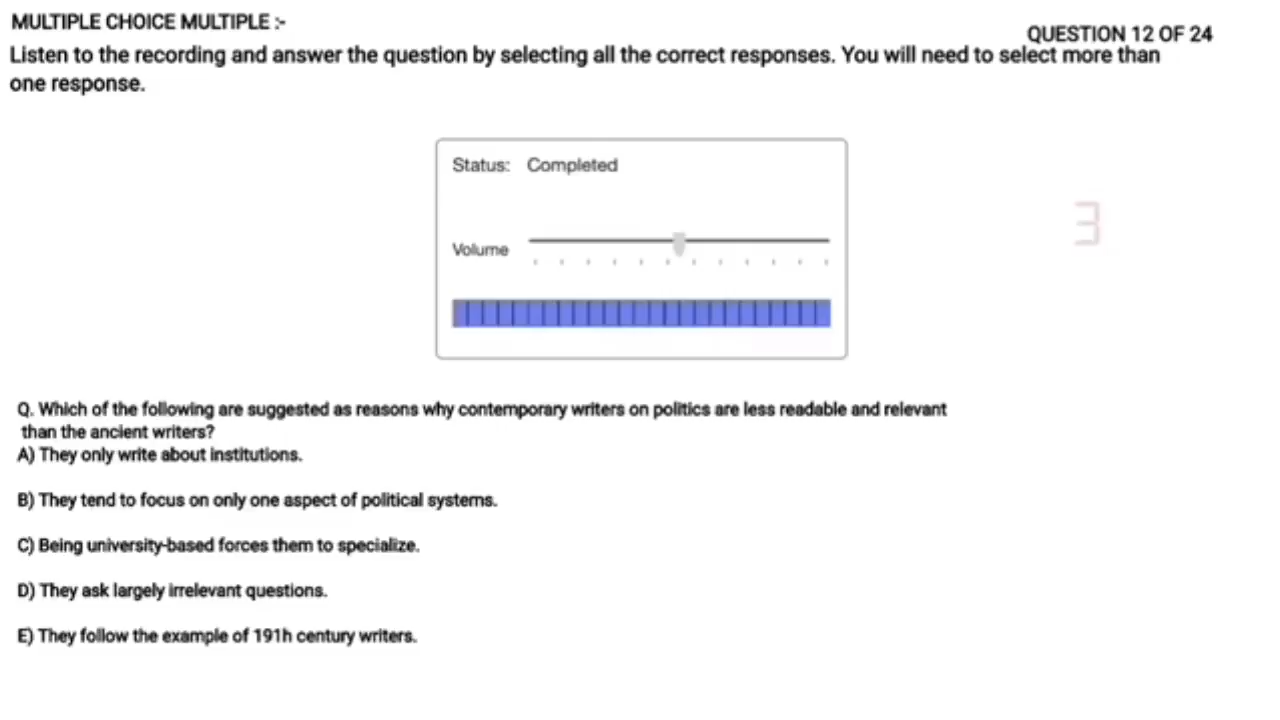 MULTIPLE CHOICE MULTIPLE :-
QUESTION 12 OF 24
Listen to the recording and answer the question by selecting all the correct responses. You will need to select more than
one response.
Status: Completed
3
Volume
Q. Which of the following are suggested as reasons why contemporary writers on politics are less readable and relevant
than the ancient writers?
A) They only write about institutions.
B) They tend to focus on only one aspect of political systems.
C) Being university-based forces them to specialize.
D) They ask largely irrelevant questions.
E) They follow the example of 191h century writers.